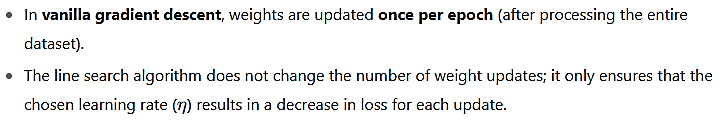 • In vanilla gradient descent, weights are updated once per epoch (after processing the entire
dataset).
• The line search algorithm does not change the number of weight updates; it only ensures that the
chosen learning rate (η) results in a decrease in loss for each update.